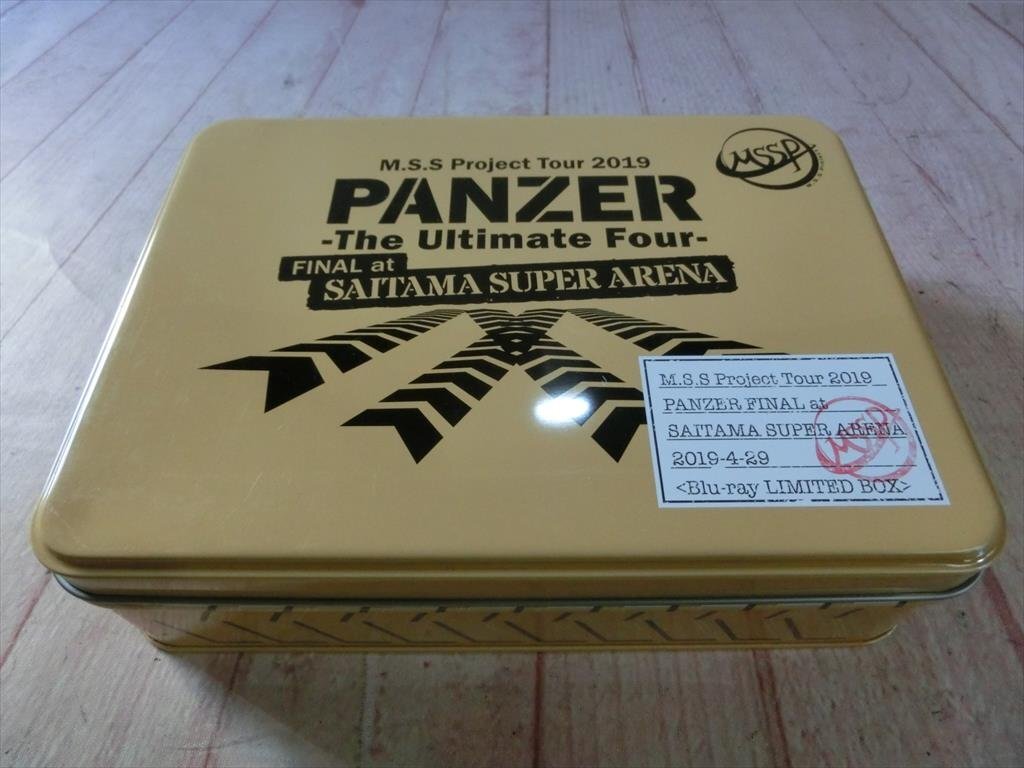 M.S.S Project Tour 2019
PANZER
-The Ultimate Four-
FINAL at
SAITAMA SUPER ARENA
MSSP
M.S.S Project Tour 2019
PANZER FINAL at
SAITAMA SUPER ARENA
2019-4-29
<Blu-ray LIMITED BOX>
MSSP